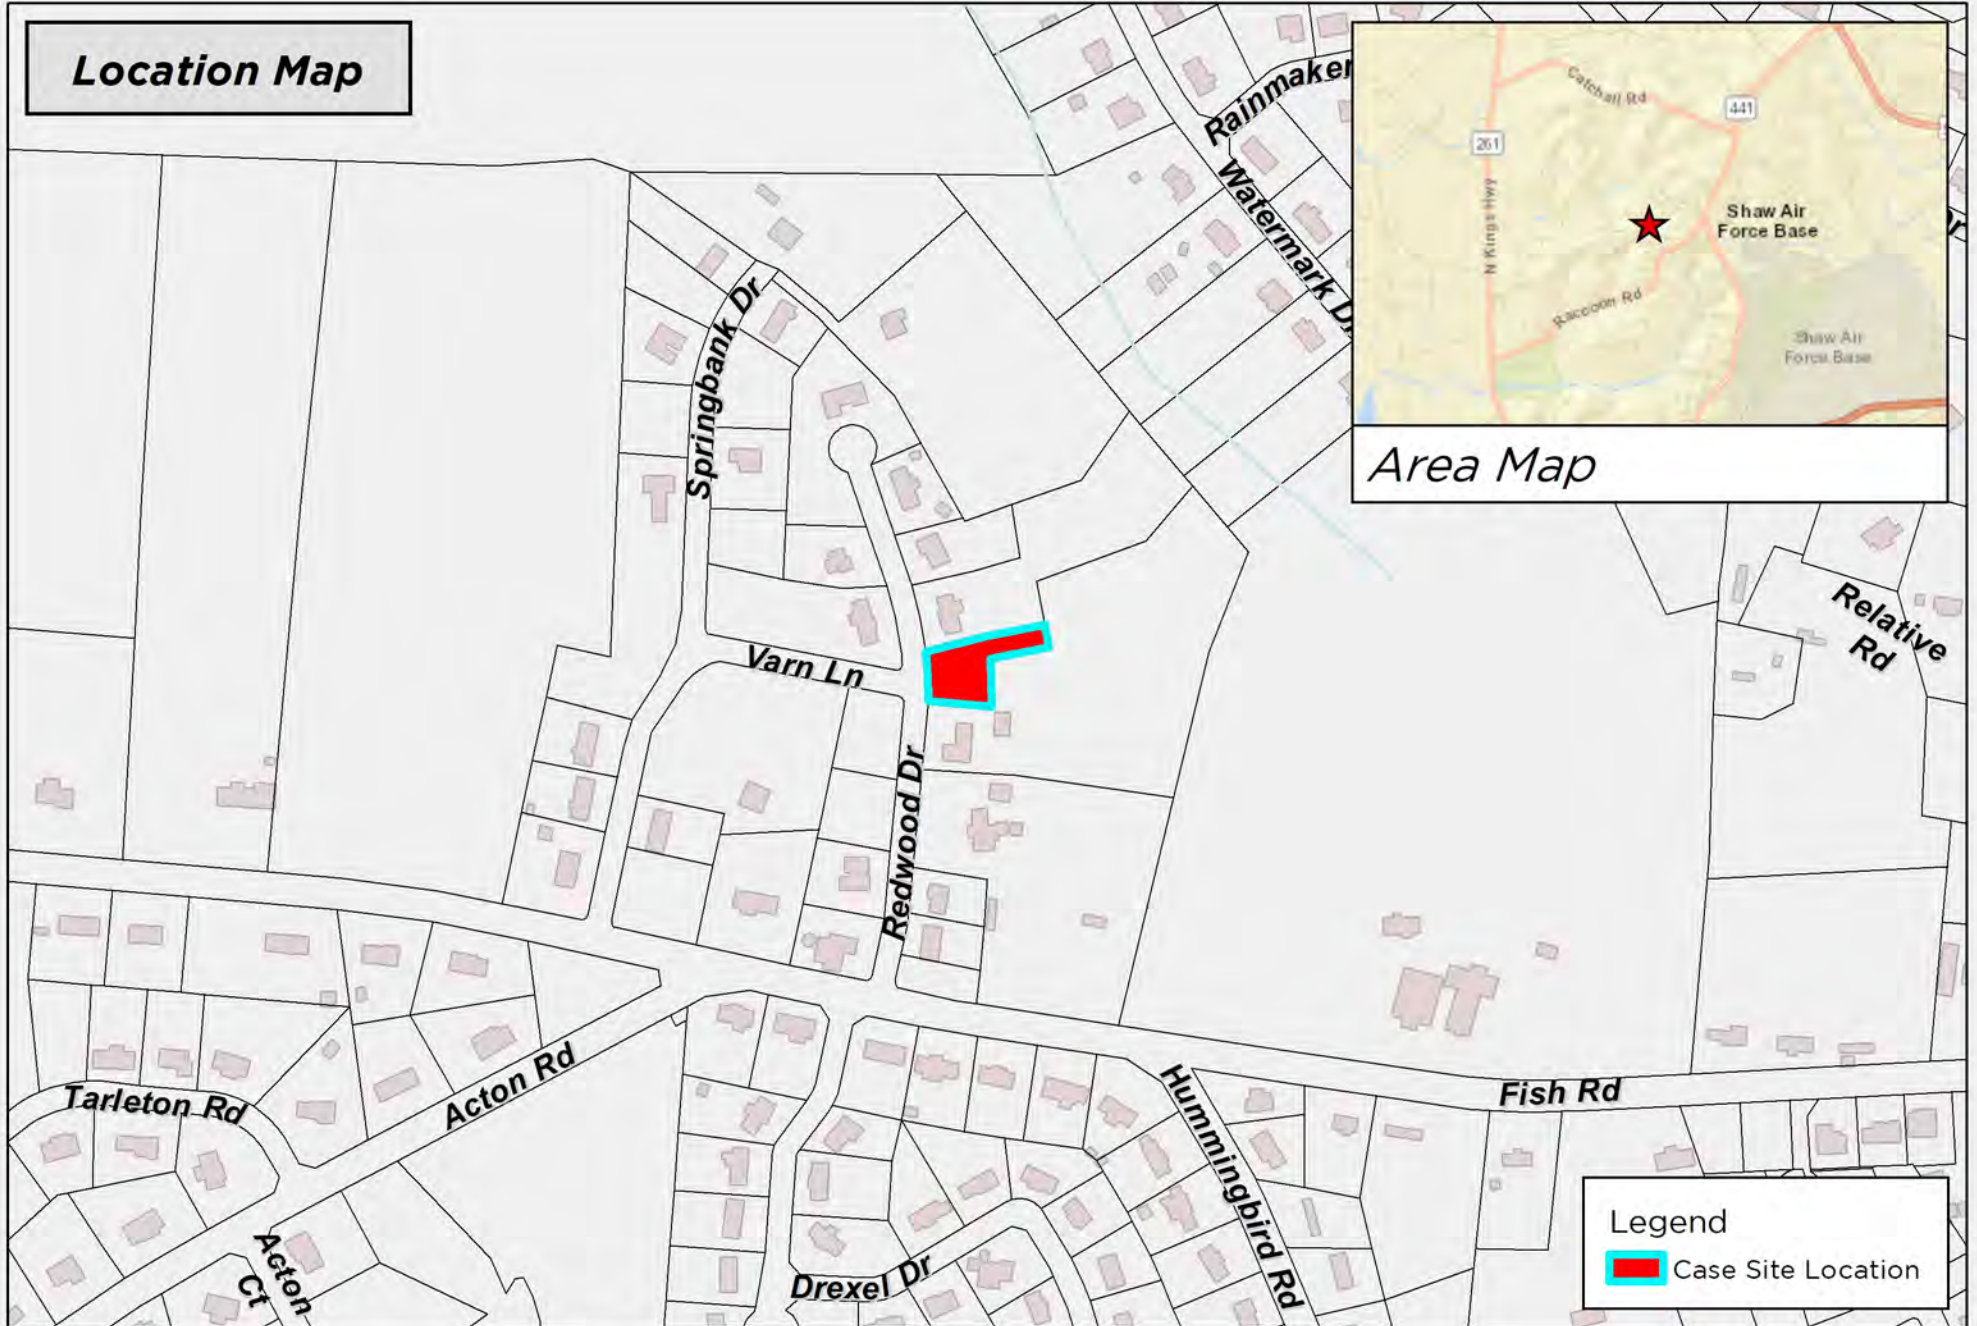 Location Map
Rainmaker
Watermark Dr
Catchall Rd
441
261
N Kings Hwy
Shaw Air
Force Base
Raccoon Rd
Shaw Air
Force Base
Area Map
Springbank Dr
Relative
Rd
Varn Ln
Redwood Dr
Fish Rd
Tarleton Rd
Acton Rd
Hummingbird Rd
Acton
Ct
Drexel Dr
Legend
Case Site Location